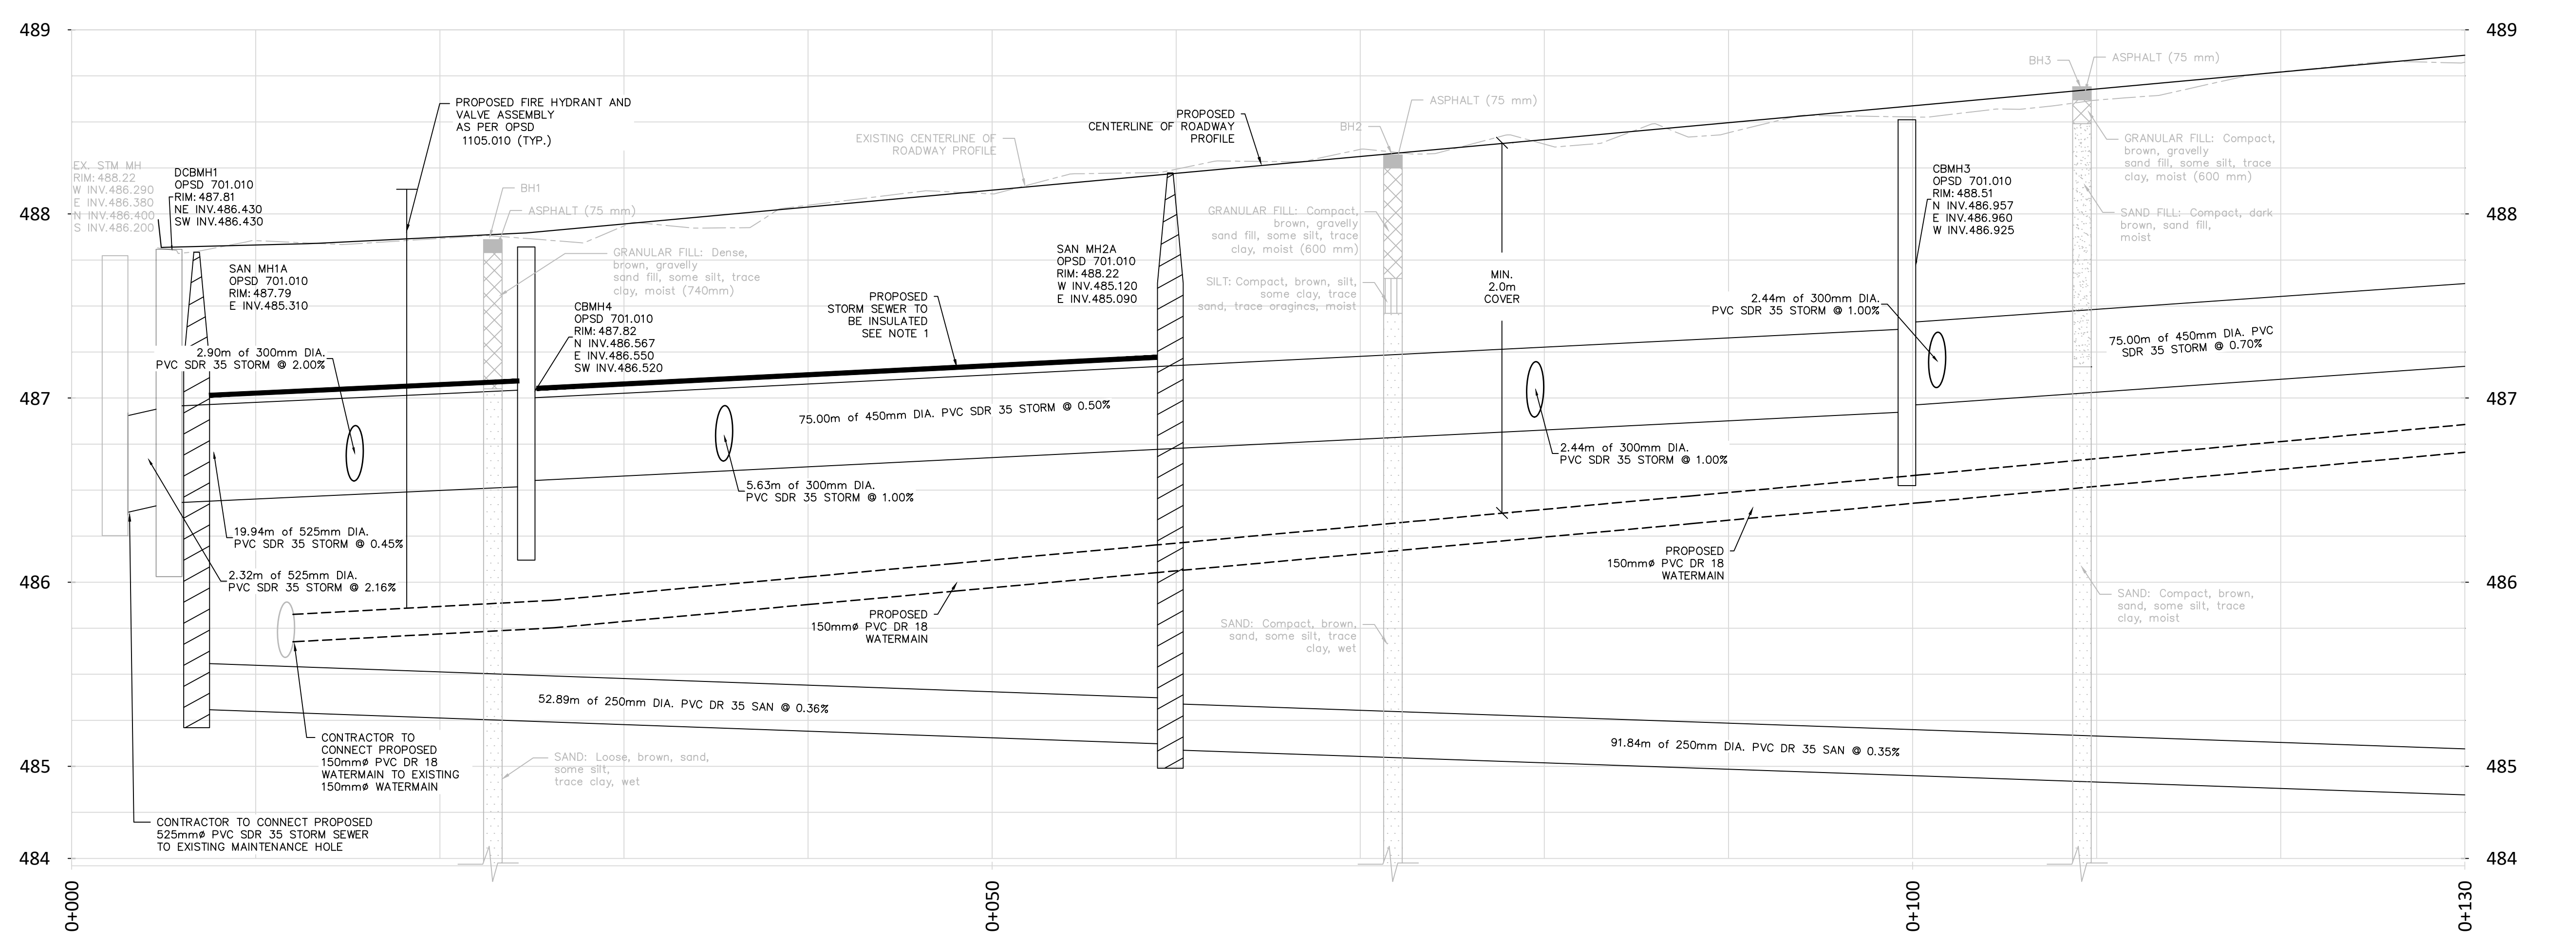 489
488
487
486
485
484
489
488
487
486
485
484
0+000
0+050
0+100
0+130
EX. STM MH
RIM: 488.22
W INV.486.290
E INV.486.380
N INV.486.400
S INV.486.200
DCBMH1
OPSD 701.010
RIM: 487.81
NE INV.486.430
SW INV.486.430
SAN MH1A
OPSD 701.010
RIM: 487.79
E INV.485.310
PROPOSED FIRE HYDRANT AND
VALVE ASSEMBLY
AS PER OPSD
1105.010 (TYP.)
BH1
ASPHALT (75 mm)
GRANULAR FILL: Dense,
brown, gravelly
sand fill, some silt, trace
clay, moist (740mm)
CBMH4
OPSD 701.010
RIM: 487.82
N INV.486.567
E INV.486.550
SW INV.486.520
2.90m of 300mm DIA.
PVC SDR 35 STORM @ 2.00%
19.94m of 525mm DIA.
PVC SDR 35 STORM @ 0.45%
2.32m of 525mm DIA.
PVC SDR 35 STORM @ 2.16%
CONTRACTOR TO
CONNECT PROPOSED
150mmø PVC DR 18
WATERMAIN TO EXISTING
150mmø WATERMAIN
CONTRACTOR TO CONNECT PROPOSED
525mmø PVC SDR 35 STORM SEWER
TO EXISTING MAINTENANCE HOLE
SAND: Loose, brown, sand,
some silt,
trace clay, wet
52.89m of 250mm DIA. PVC DR 35 SAN @ 0.36%
5.63m of 300mm DIA.
PVC SDR 35 STORM @ 1.00%
75.00m of 450mm DIA. PVC SDR 35 STORM @ 0.50%
PROPOSED
STORM SEWER TO
BE INSULATED
SEE NOTE 1
EXISTING CENTERLINE OF
ROADWAY PROFILE
PROPOSED
150mmø PVC DR 18
WATERMAIN
PROPOSED
CENTERLINE OF ROADWAY
PROFILE
SAN MH2A
OPSD 701.010
RIM: 488.22
W INV.485.120
E INV.485.090
BH2
ASPHALT (75 mm)
GRANULAR FILL: Compact,
brown, gravelly
sand fill, some silt, trace
clay, moist (600 mm)
SILT: Compact, brown, silt,
some clay, trace
sand, trace oragincs, moist
SAND: Compact, brown,
sand, some silt, trace
clay, wet
MIN.
2.0m
COVER
2.44m of 300mm DIA.
PVC SDR 35 STORM @ 1.00%
PROPOSED
150mmø PVC DR 18
WATERMAIN
91.84m of 250mm DIA. PVC DR 35 SAN @ 0.35%
2.44m of 300mm DIA.
PVC SDR 35 STORM @ 1.00%
CBMH3
OPSD 701.010
RIM: 488.51
N INV.486.957
E INV.486.960
W INV.486.925
BH3
ASPHALT (75 mm)
GRANULAR FILL: Compact,
brown, gravelly
sand fill, some silt, trace
clay, moist (600 mm)
SAND FILL: Compact, dark
brown, sand fill,
moist
75.00m of 450mm DIA. PVC
SDR 35 STORM @ 0.70%
SAND: Compact, brown,
sand, some silt, trace
clay, moist